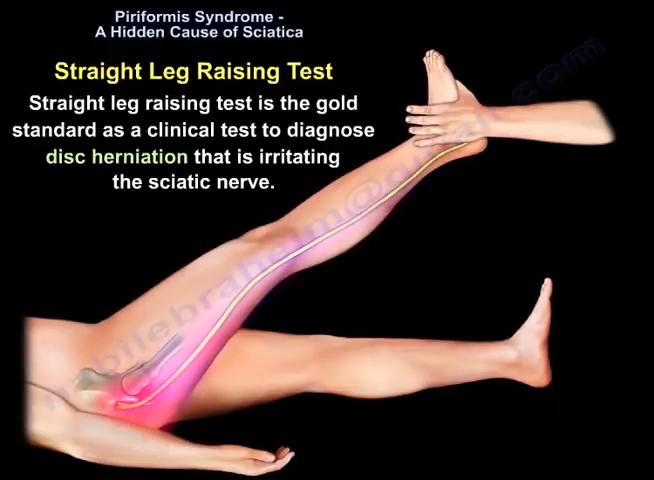 Piriformis Syndrome -
A Hidden Cause of Sciatica
Straight Leg Raising Test
Straight leg raising test is the gold
standard as a clinical test to diagnose
disc herniation that is irritating
the sciatic nerve.